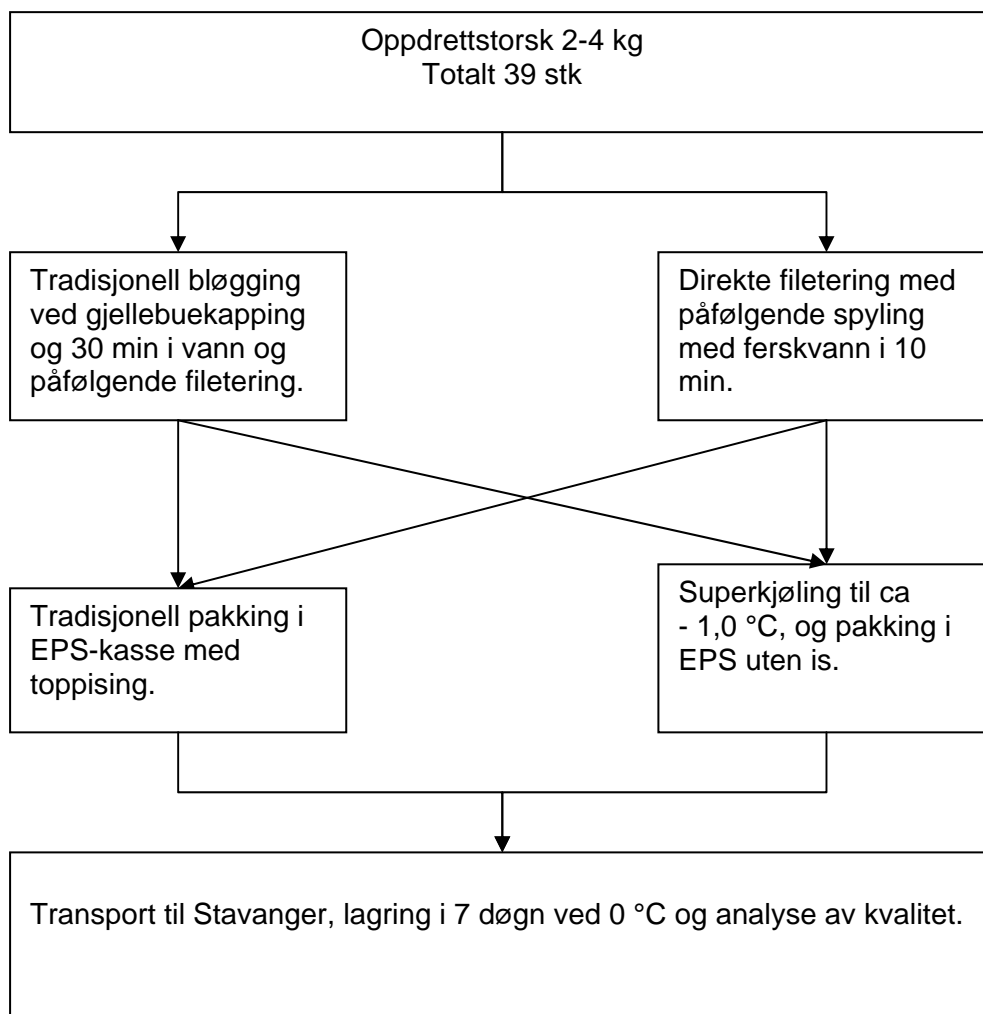 Oppdrettstorsk 2-4 kg
Totalt 39 stk
Tradisjonell bløgging
ved gjellebuekapping
og 30 min i vann og
påfølgende filetering.
Direkte filetering med
påfølgende spyling
med ferskvann i 10
min.
Tradisjonell pakking i
EPS-kasse med
toppising.
Superkjøling til ca
- 1,0 °C, og pakking i
EPS uten is.
Transport til Stavanger, lagring i 7 døgn ved 0 °C og analyse av kvalitet.